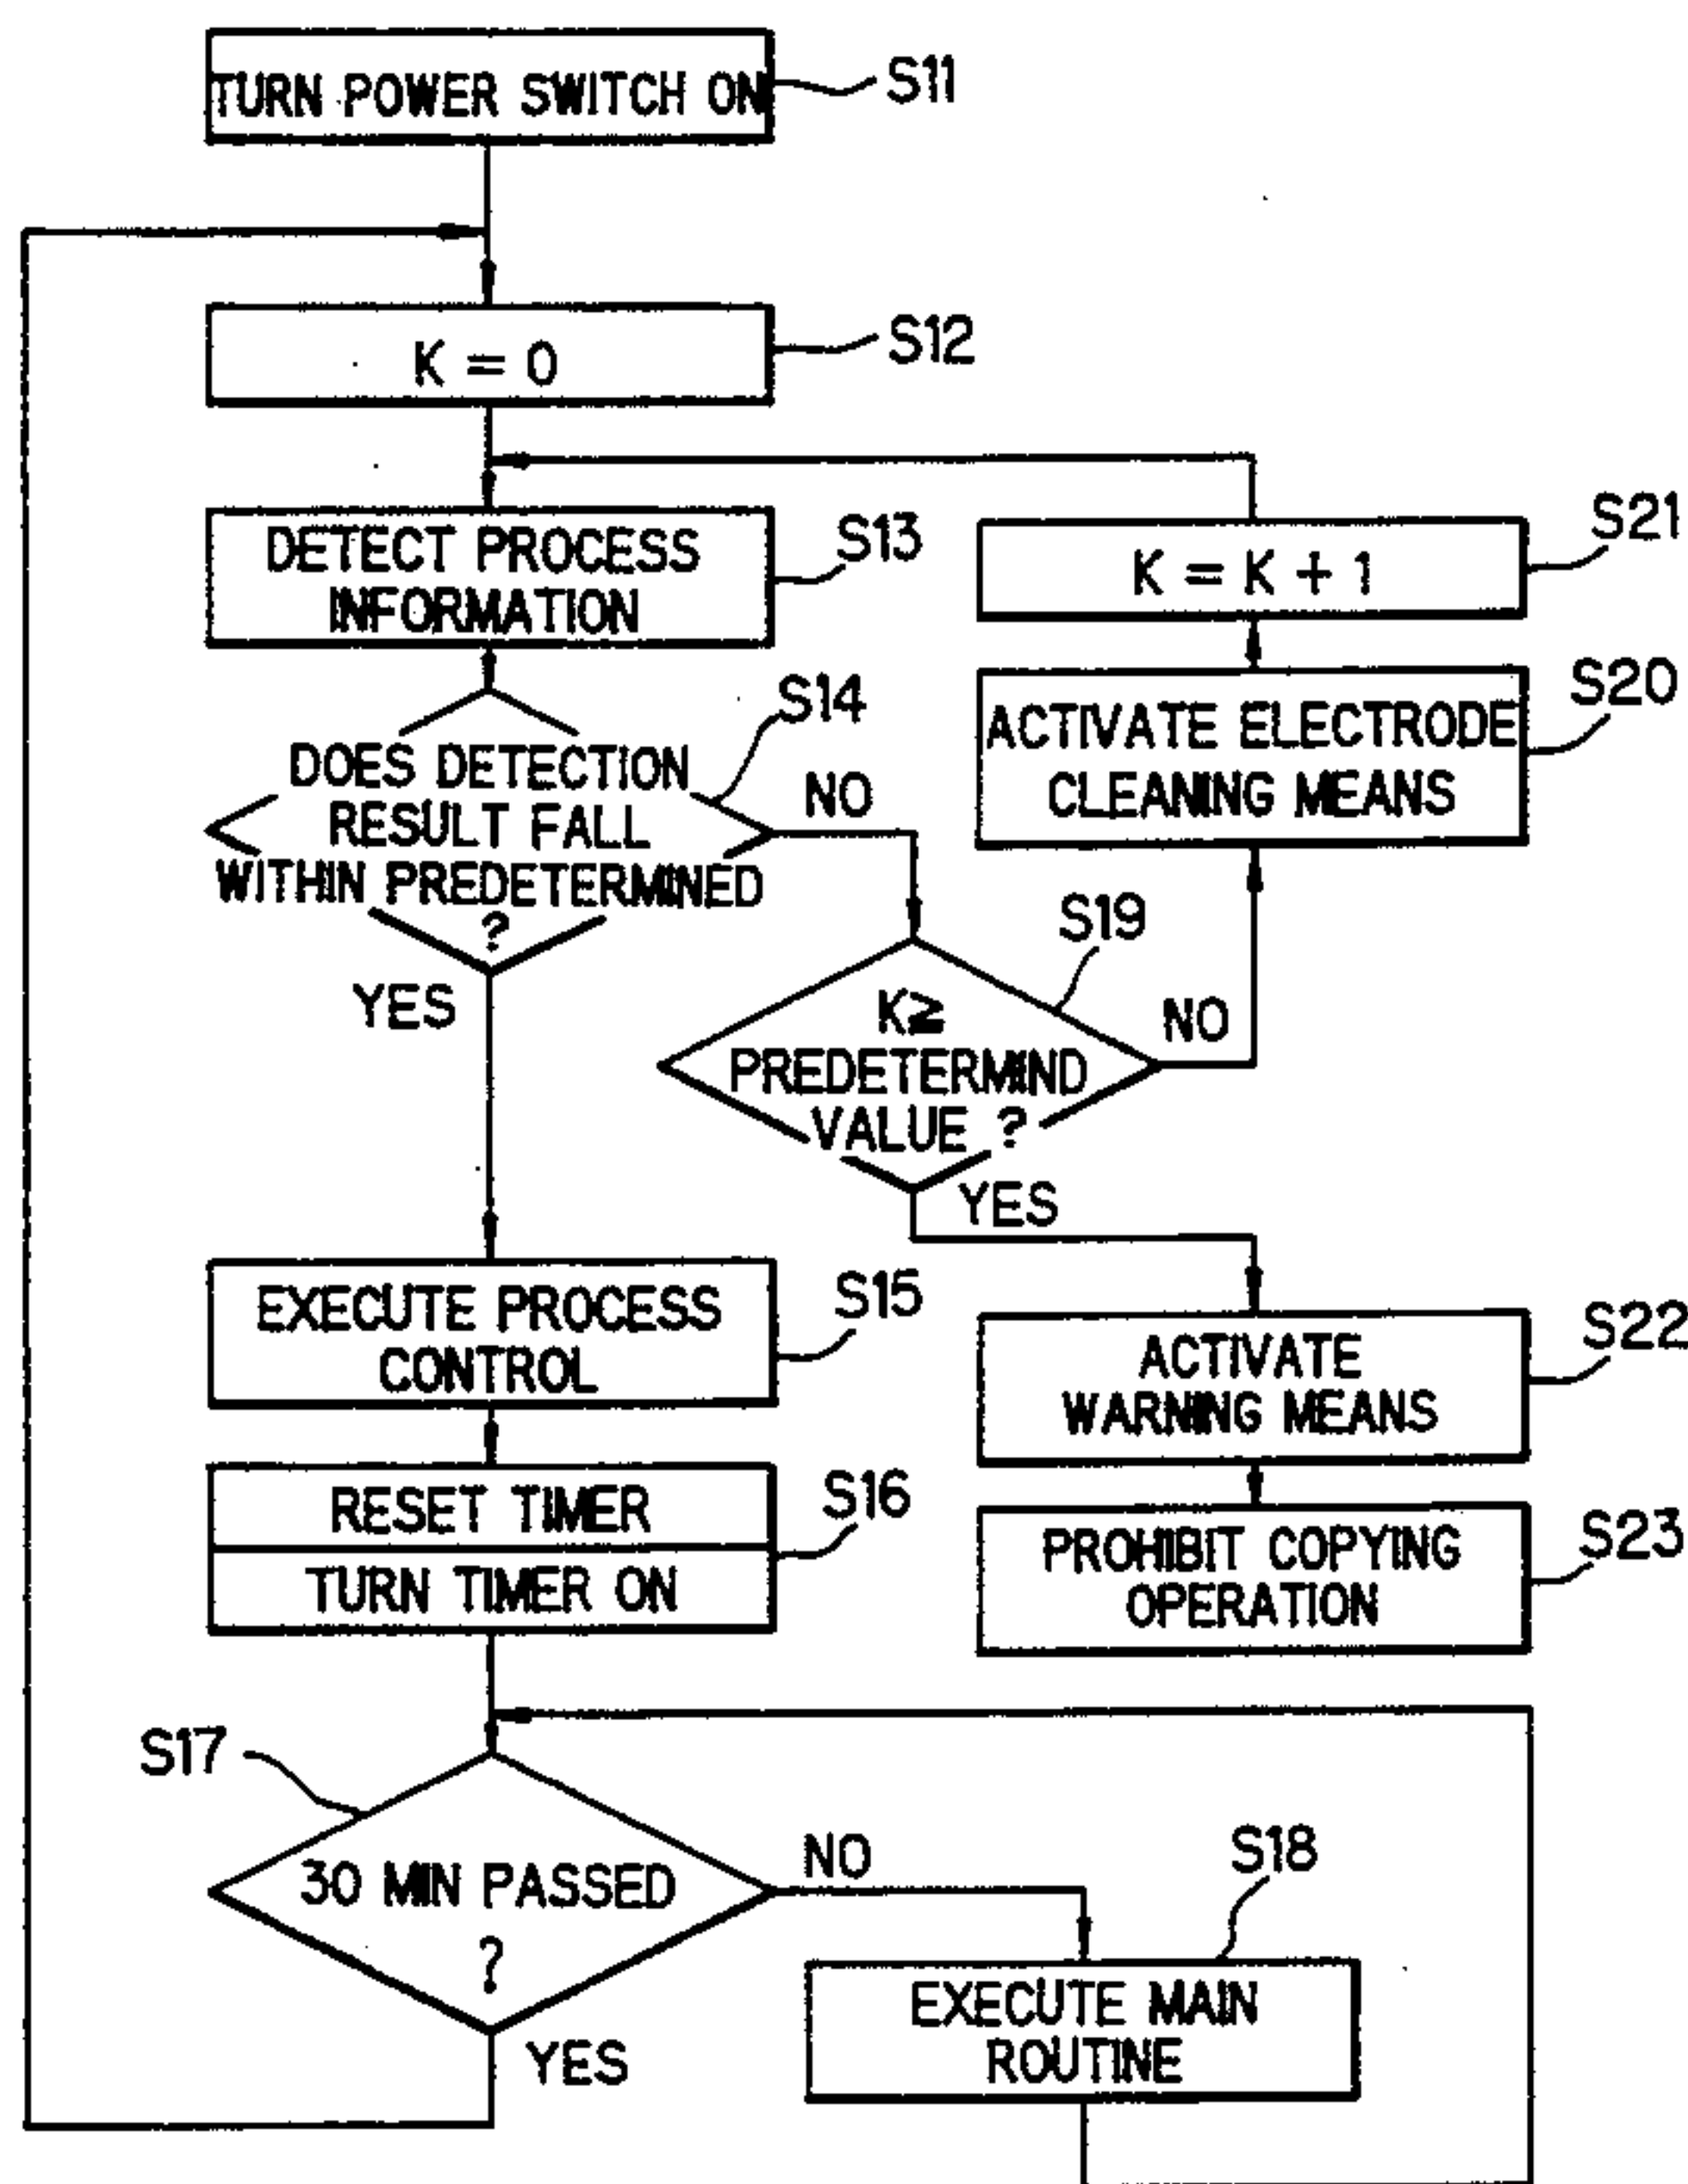 TURN POWER SWITCH ON
S11
K = 0
S12
DETECT PROCESS
INFORMATION
S13
K = K + 1
S21
ACTIVATE ELECTRODE
CLEANING MEANS
S20
DOES DETECTION
RESULT FALL
WITHIN PREDETERMINED
?
S14
NO
YES
K≥
PREDETERMIND
VALUE ?
S19
NO
YES
EXECUTE PROCESS
CONTROL
S15
ACTIVATE
WARNING MEANS
S22
RESET TIMER
TURN TIMER ON
S16
PROHIBIT COPYING
OPERATION
S23
S17
30 MIN PASSED
?
NO
YES
S18
EXECUTE MAIN
ROUTINE